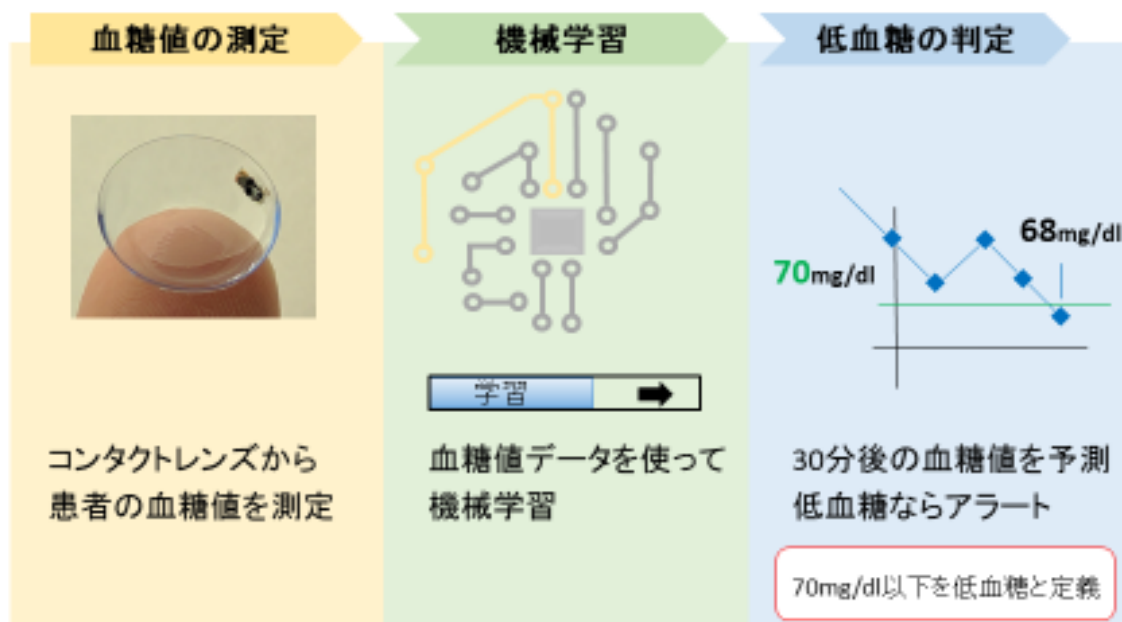 血糖値の測定
機械学習
低血糖の判定
学習
70mg/dl
68mg/dl
コンタクトレンズから
患者の血糖値を測定
血糖値データを使って
機械学習
30分後の血糖値を予測
低血糖ならアラート
70mg/dl以下を低血糖と定義